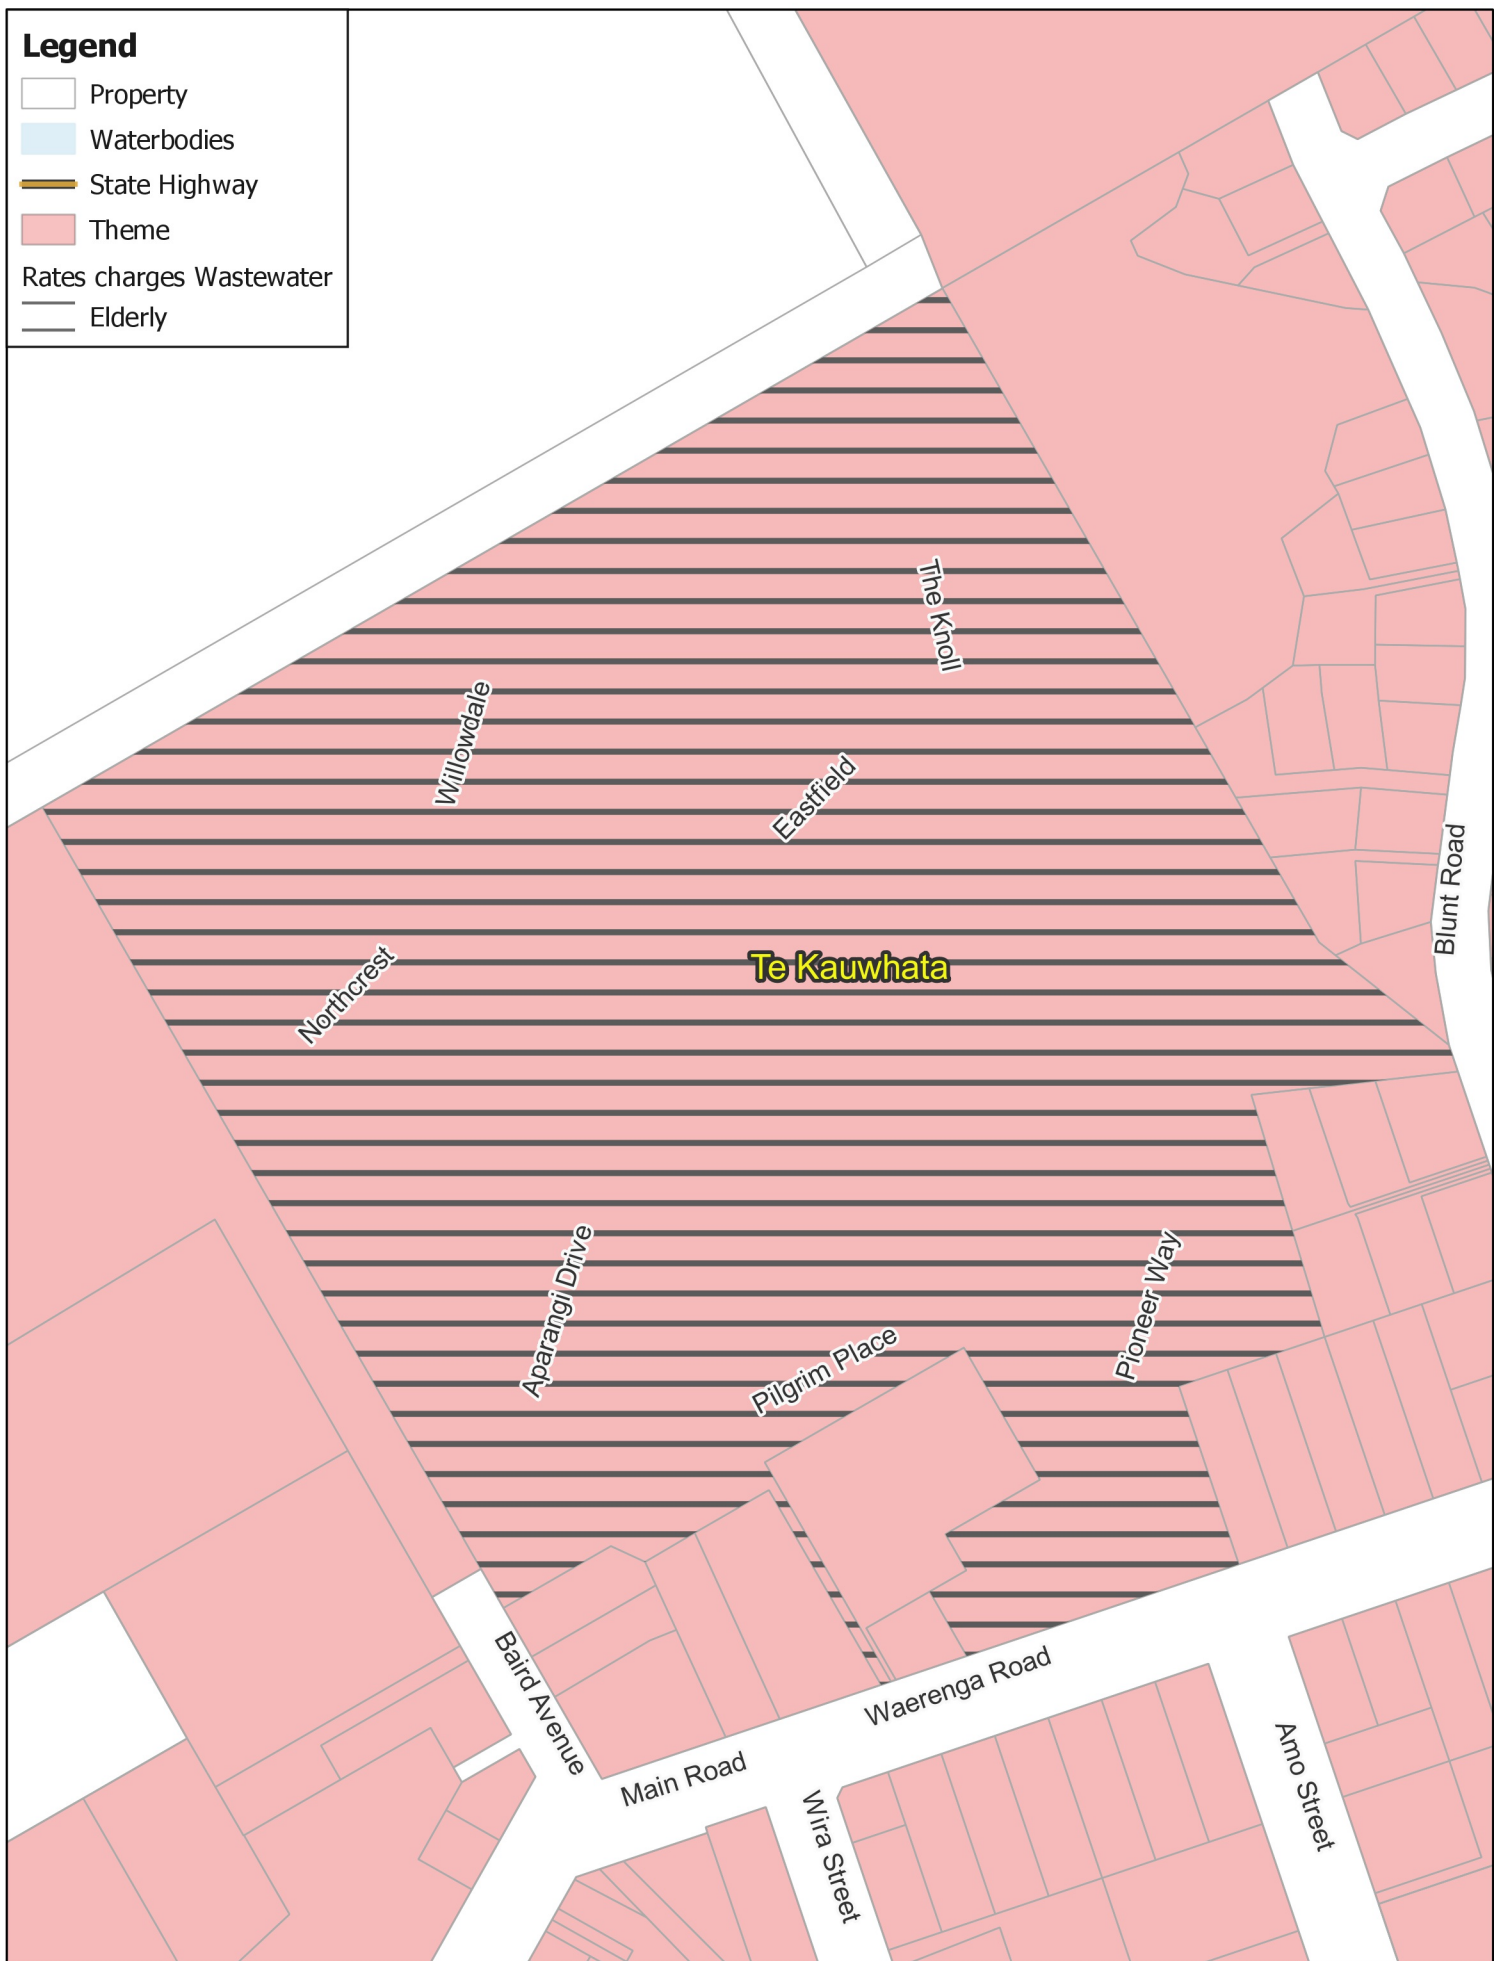 Legend
Property
Waterbodies
State Highway
Theme
Rates charges Wastewater
Elderly
The Knoll
Willowdale
Eastfield
Blunt Road
Northcrest
Te Kauwhata
Aparangi Drive
Pioneer Way
Pilgrim Place
Baird Avenue
Waerenga Road
Main Road
Wira Street
Amo Street